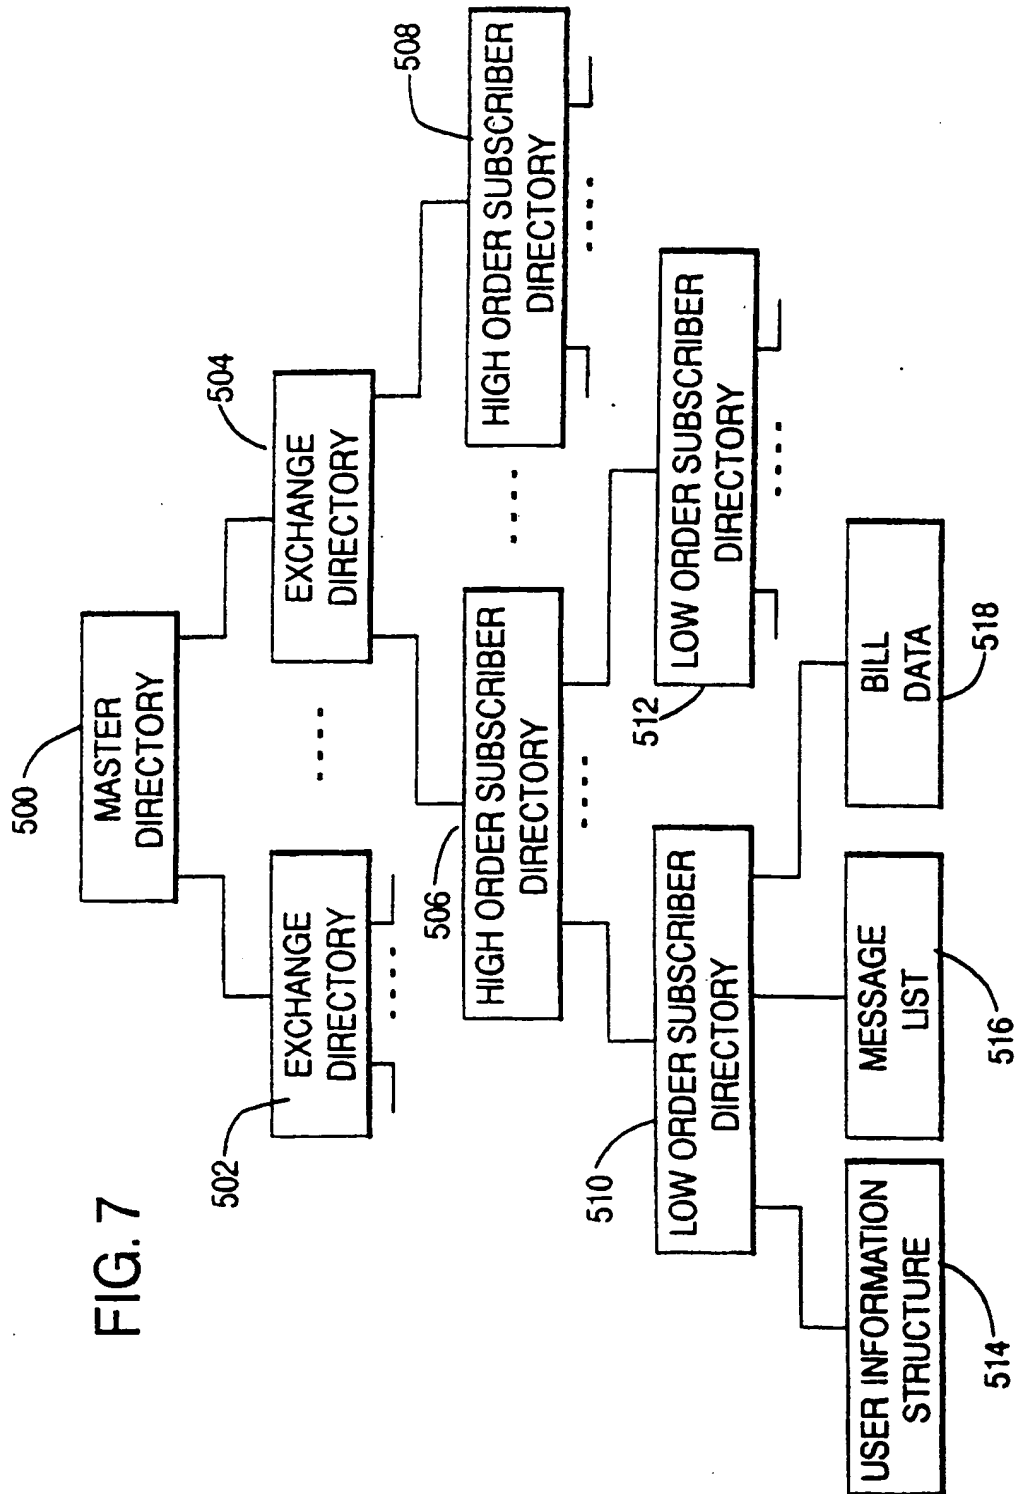 FIG. 7
500
MASTER
DIRECTORY
502
EXCHANGE
DIRECTORY
. . . .
504
EXCHANGE
DIRECTORY
. . . .
506
HIGH ORDER SUBSCRIBER
DIRECTORY
. . . .
. . . .
508
HIGH ORDER SUBSCRIBER
DIRECTORY
. . . .
510
LOW ORDER SUBSCRIBER
DIRECTORY
512
LOW ORDER SUBSCRIBER
DIRECTORY
. . . .
USER INFORMATION
STRUCTURE
514
MESSAGE
LIST
516
BILL
DATA
518